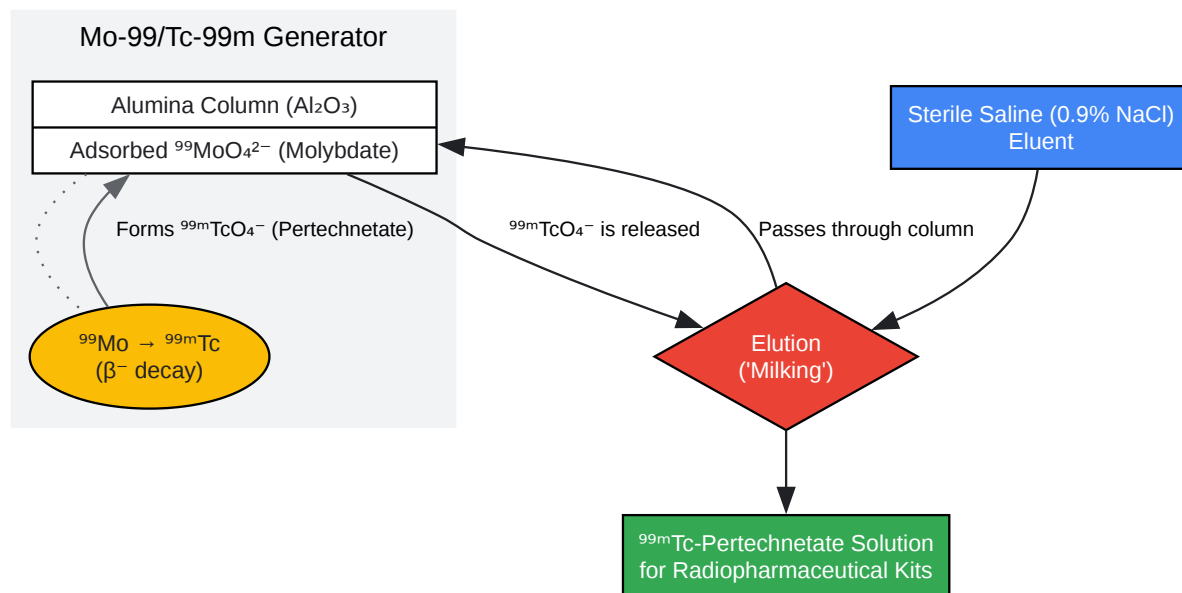 Mo-99/Tc-99m Generator
Alumina Column (Al₂O₃)
Adsorbed ⁹⁹MoO₄²⁻ (Molybdate)
Sterile Saline (0.9% NaCl)
Eluent
Forms ⁹⁹ᵐTcO₄⁻ (Pertechnetate)
⁹⁹ᵐTcO₄⁻ is released
Passes through column
⁹⁹Mo → ⁹⁹ᵐTc
(β⁻ decay)
Elution
('Milking')
⁹⁹ᵐTc-Pertechnetate Solution
for Radiopharmaceutical Kits